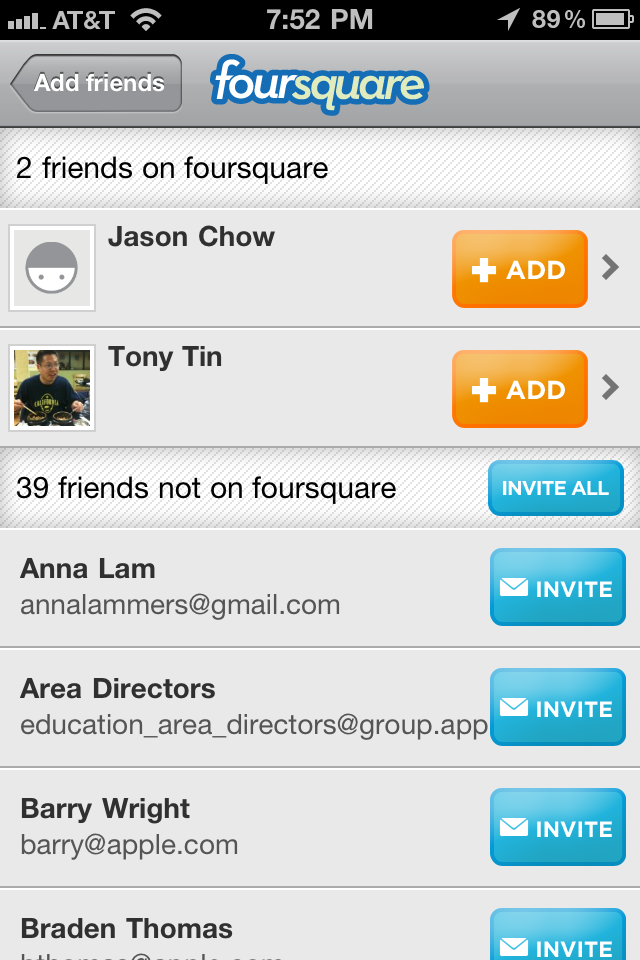 AT&T 7:52 PM 89%
Add friends foursquare
2 friends on foursquare
Jason Chow
ADD
Tony Tin
CALIFORNIA
ADD
39 friends not on foursquare INVITE ALL
Anna Lam
annalammers@gmail.com
INVITE
Area Directors
education_area_directors@group.app
INVITE
Barry Wright
barry@apple.com
INVITE
Braden Thomas
INVITE